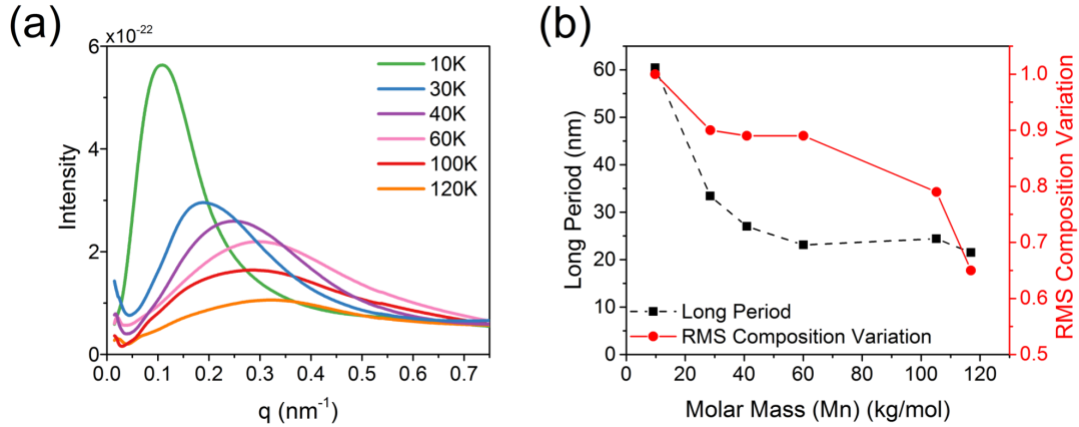 (a)
6 x10-22
4
2
0
Intensity
0.0 0.1 0.2 0.3 0.4 0.5 0.6 0.7
q (nm-1)
10K
30K
40K
60K
100K
120K
(b)
60
50
40
30
20
10
0
Long Period (nm)
0 20 40 60 80 100 120
Molar Mass (Mn) (kg/mol)
Long Period
RMS Composition Variation
1.0
0.9
0.8
0.7
0.6
0.5
RMS Composition Variation